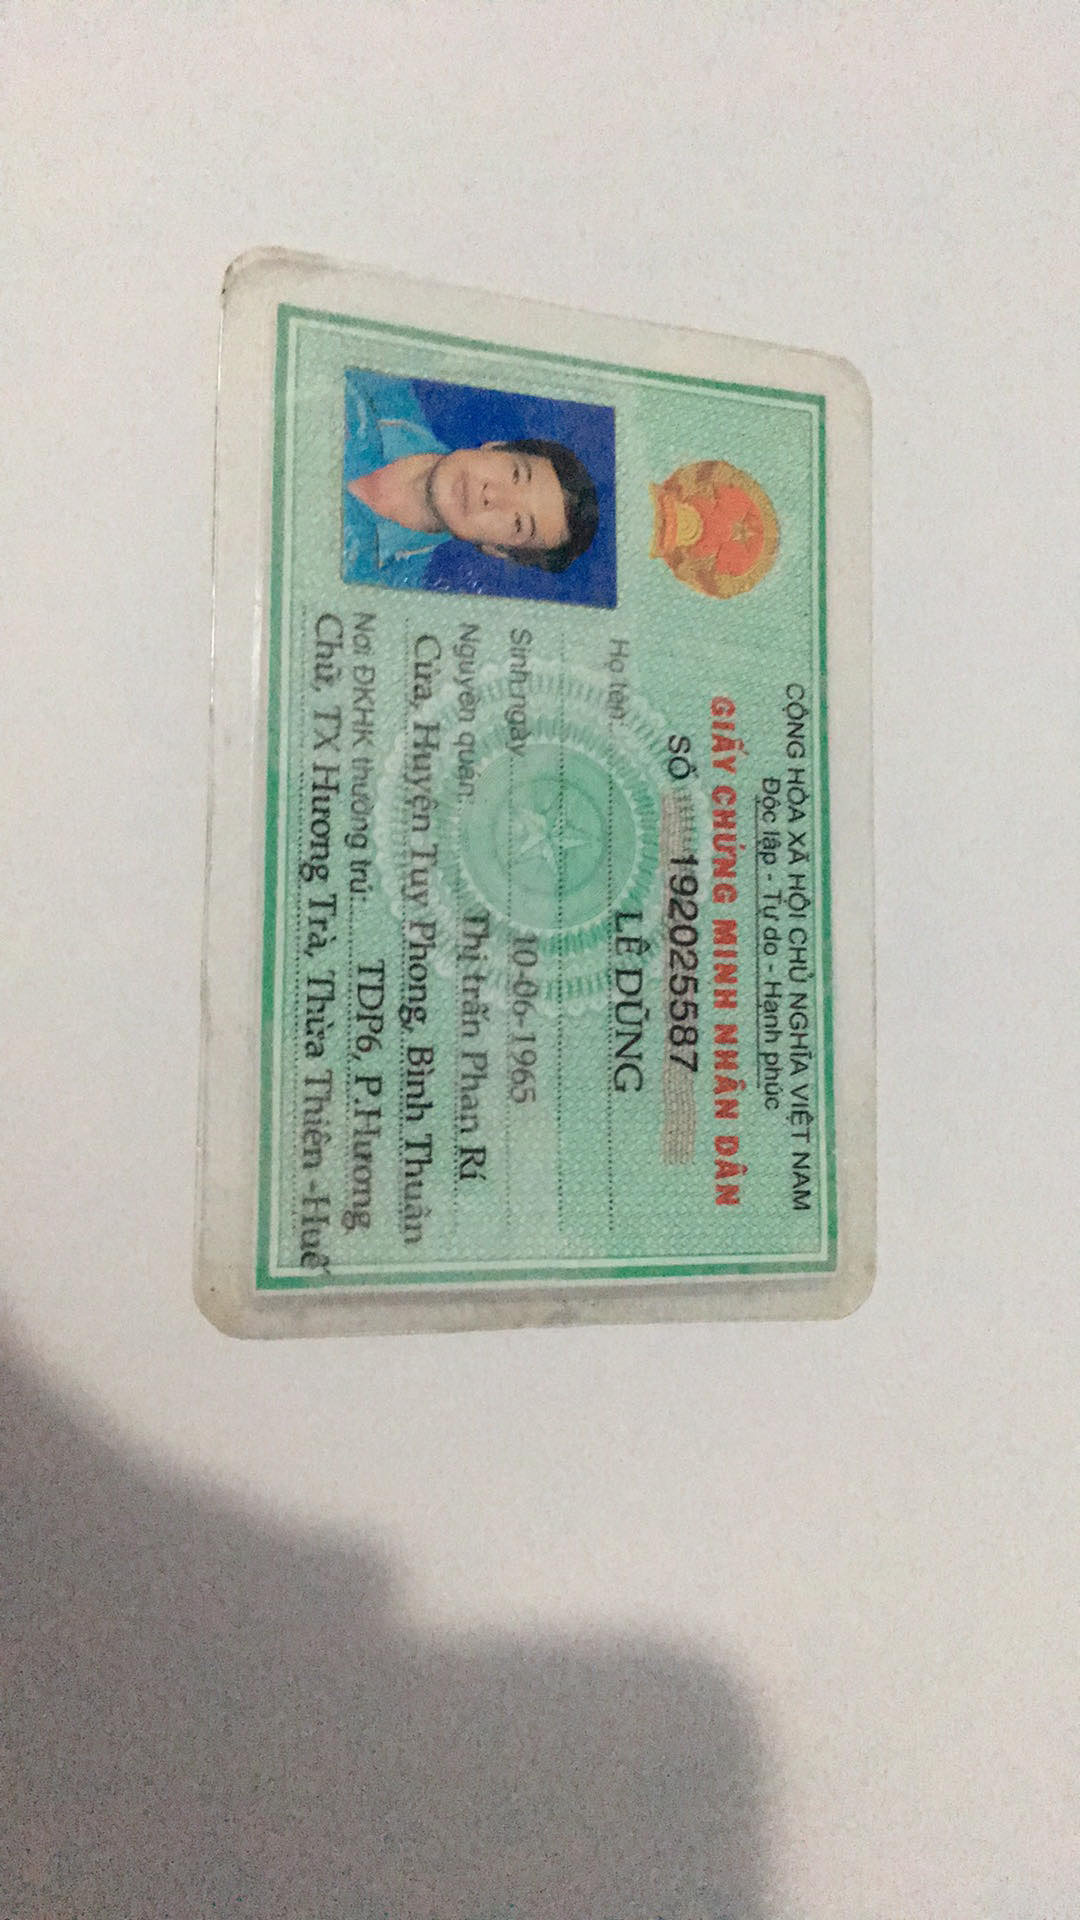 CỘNG HÒA XÃ HỘI CHỦ NGHĨA VIỆT NAM
Độc lập - Tự do - Hạnh phúc
GIẤY CHỨNG MINH NHÂN DÂN
SỐ 192025587
Họ tên: LÊ DŨNG
Sinh ngày 10-06-1965
Nguyên quán: Thị trấn Phan Rí
Cửa, Huyện Tuy Phong, Bình Thuận
Nơi ĐKHK thường trú: TDP6, P.Hương
Chữ, TX Hương Trà, Thừa Thiên -Huế